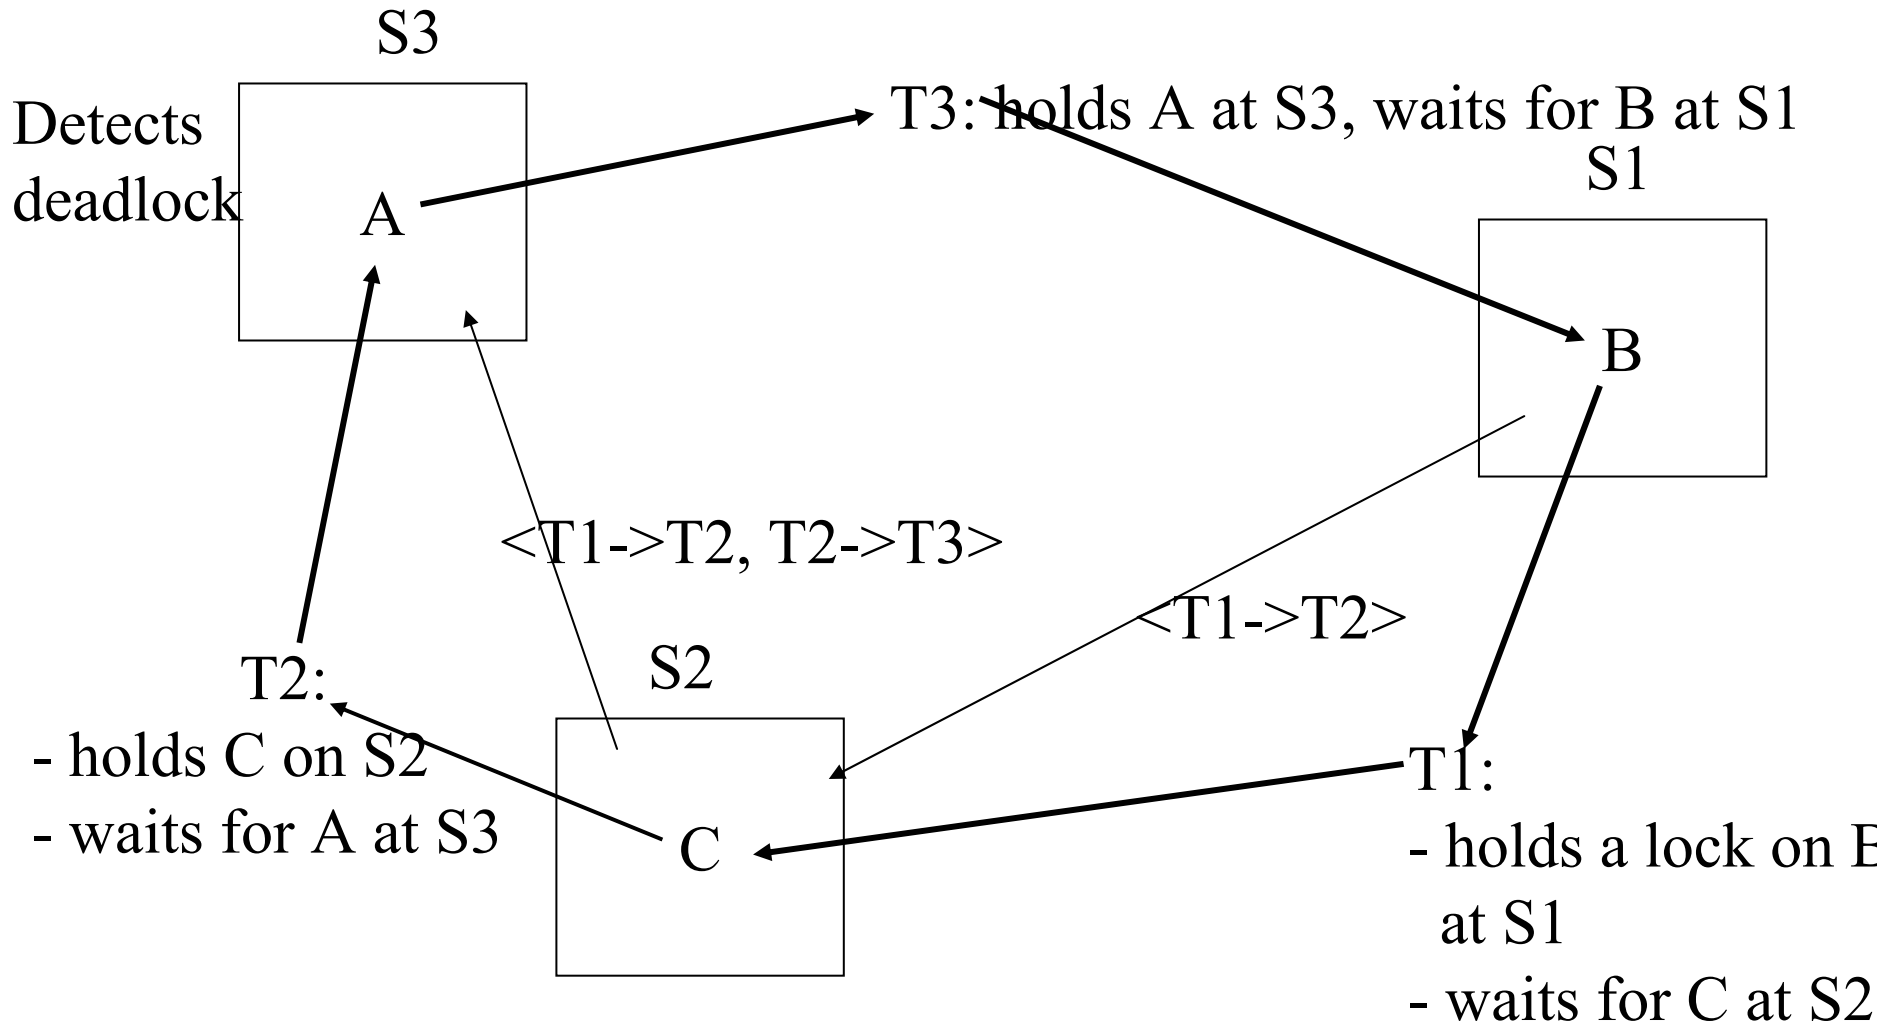 S3
Detects
deadlock
A
T3: holds A at S3, waits for B at S1
S1
B
<T1->T2, T2->T3>
<T1->T2>
T2:
- holds C on S2
- waits for A at S3
S2
C
T1:
- holds a lock on B
at S1
- waits for C at S2